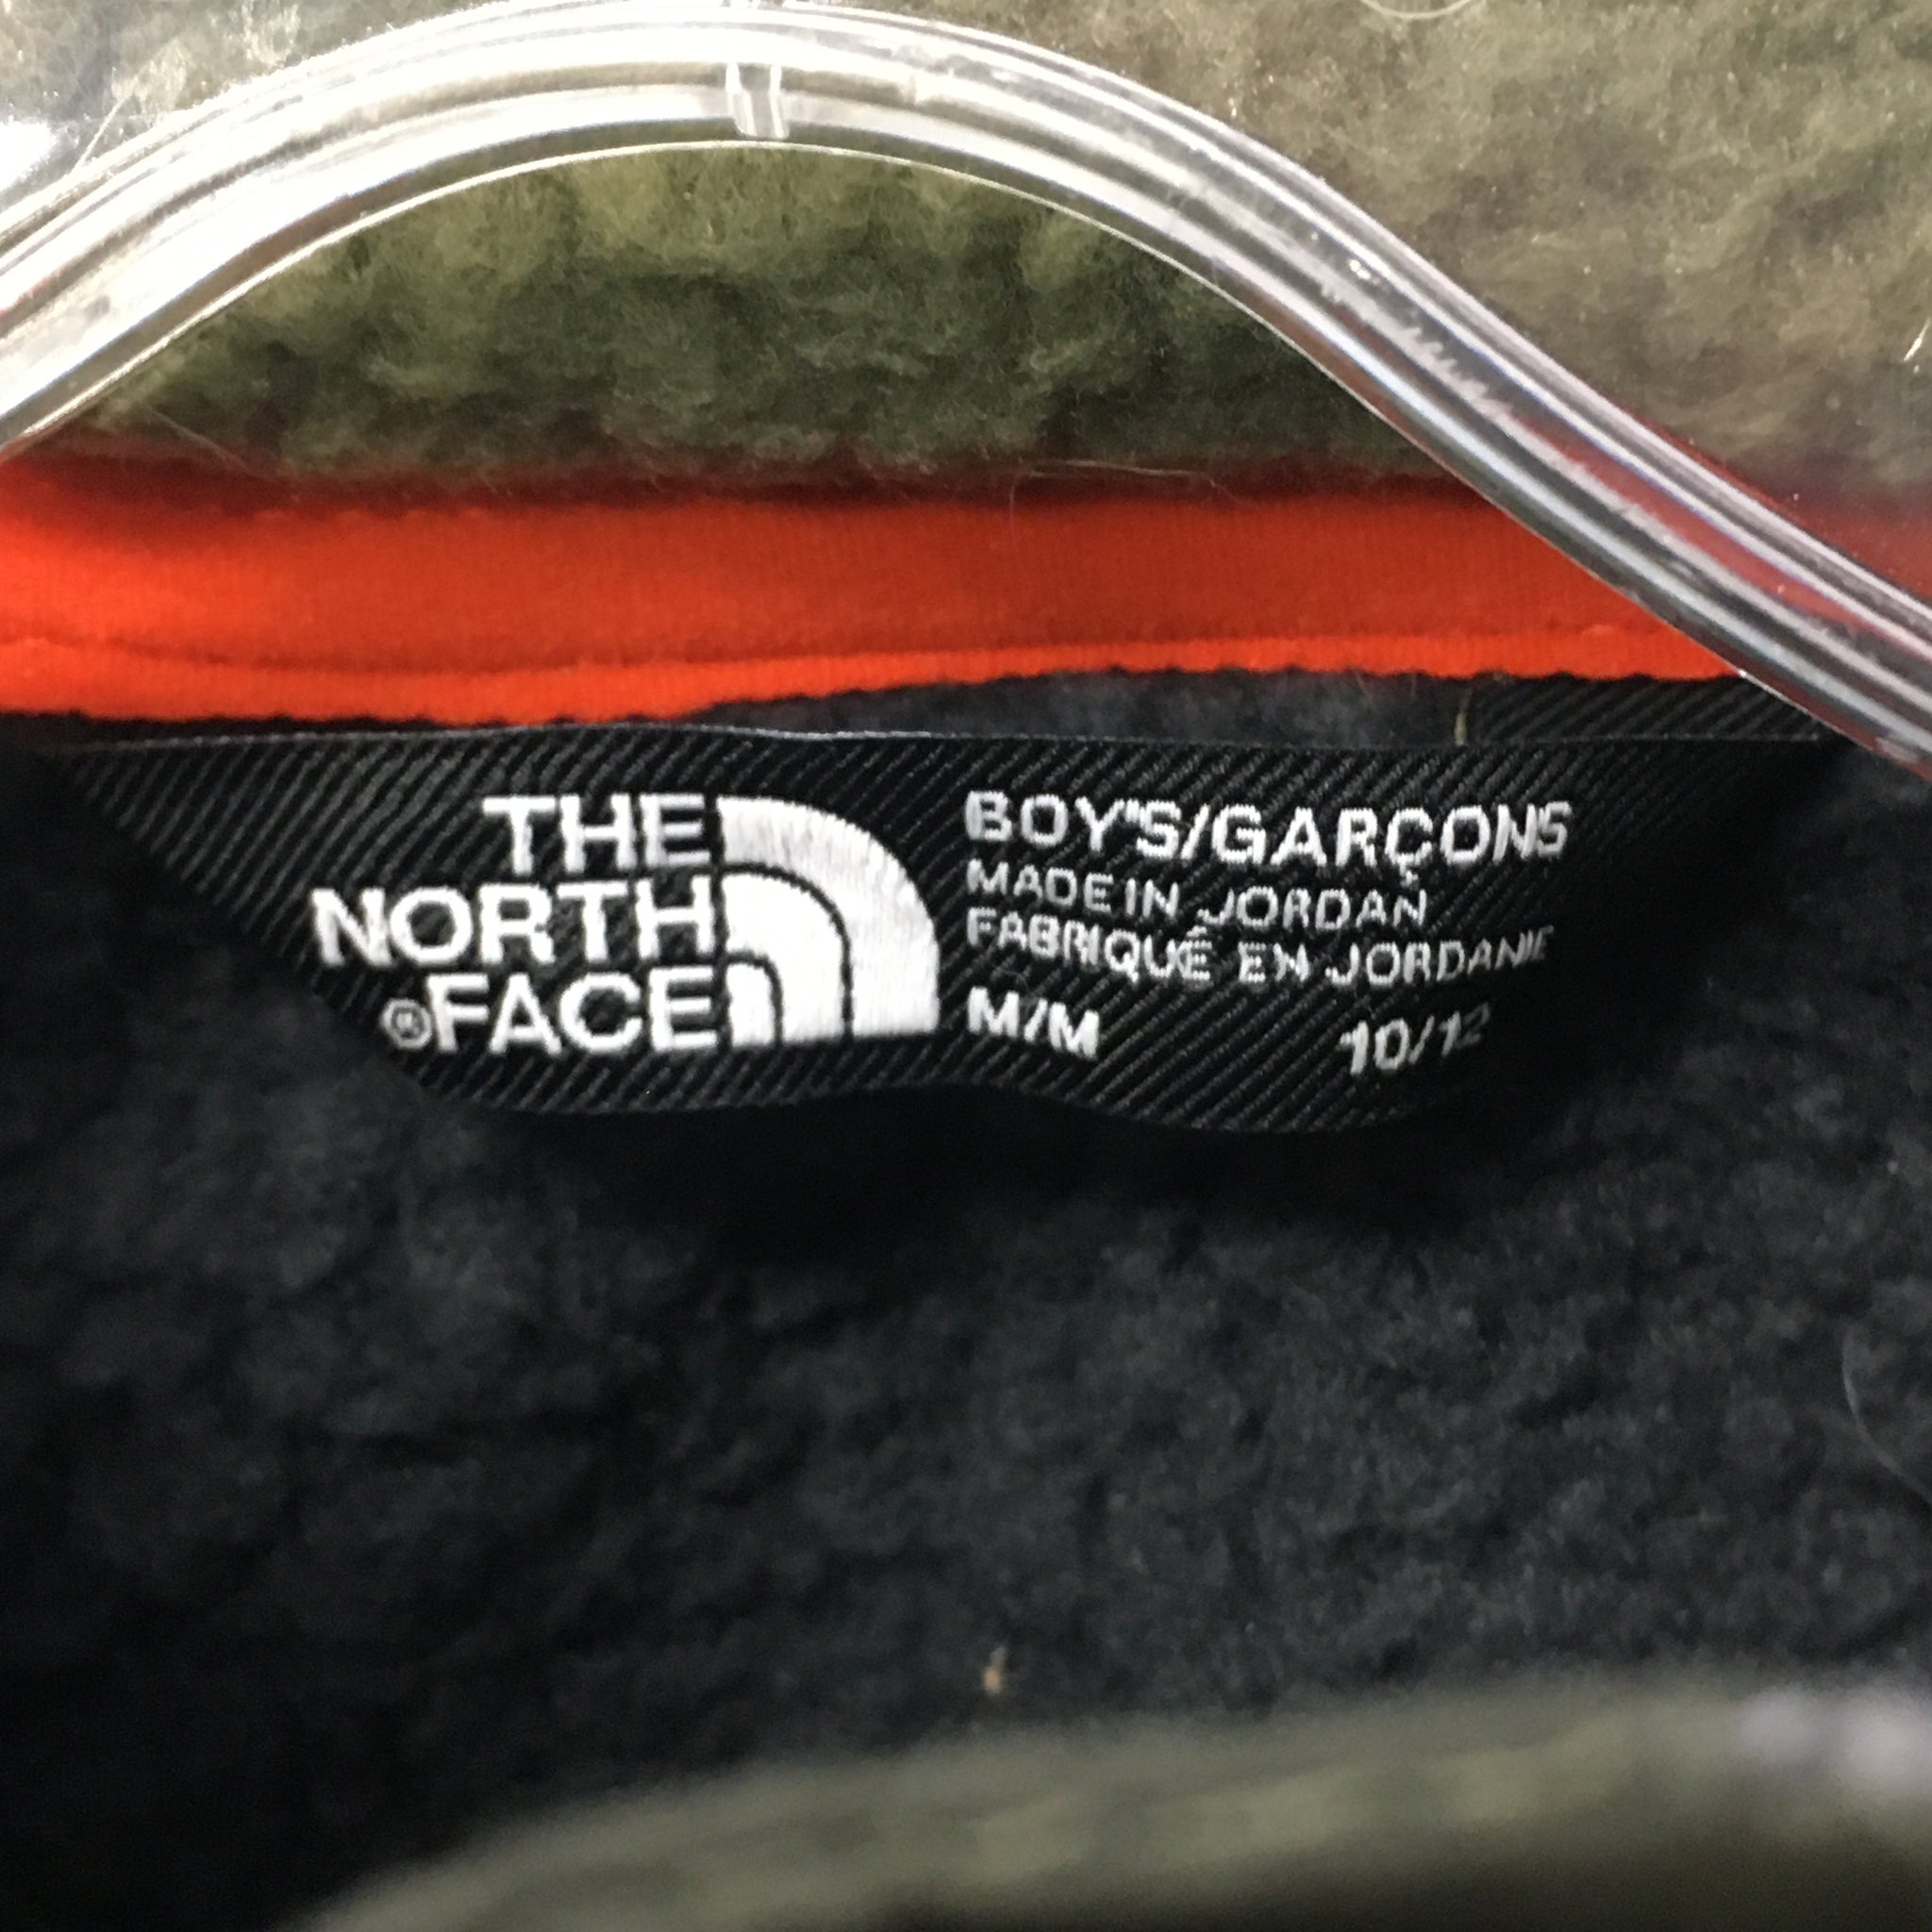 THE
NORTH
®FACE
BOY'S/GARÇONS
MADE IN JORDAN
FABRIQUÉ EN JORDANIE
M/M 10/12